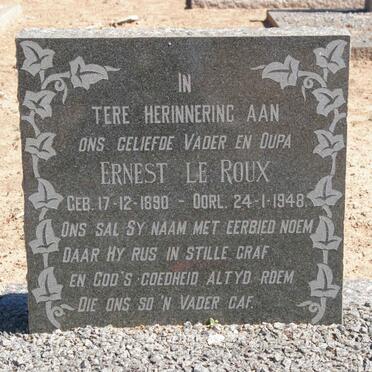 IN
TERE HERINNERING AAN
ONS GELIEFDE VADER EN OUPA
ERNEST LE ROUX
GEB. 17-12-1890 - OORL. 24-1-1948.
ONS SAL SY NAAM MET EERBIED NOEM
DAAR HY RUS IN STILLE GRAF
EN GOD'S GOEDHEID ALTYD ROEM
DIE ONS SO 'N VADER GAF.